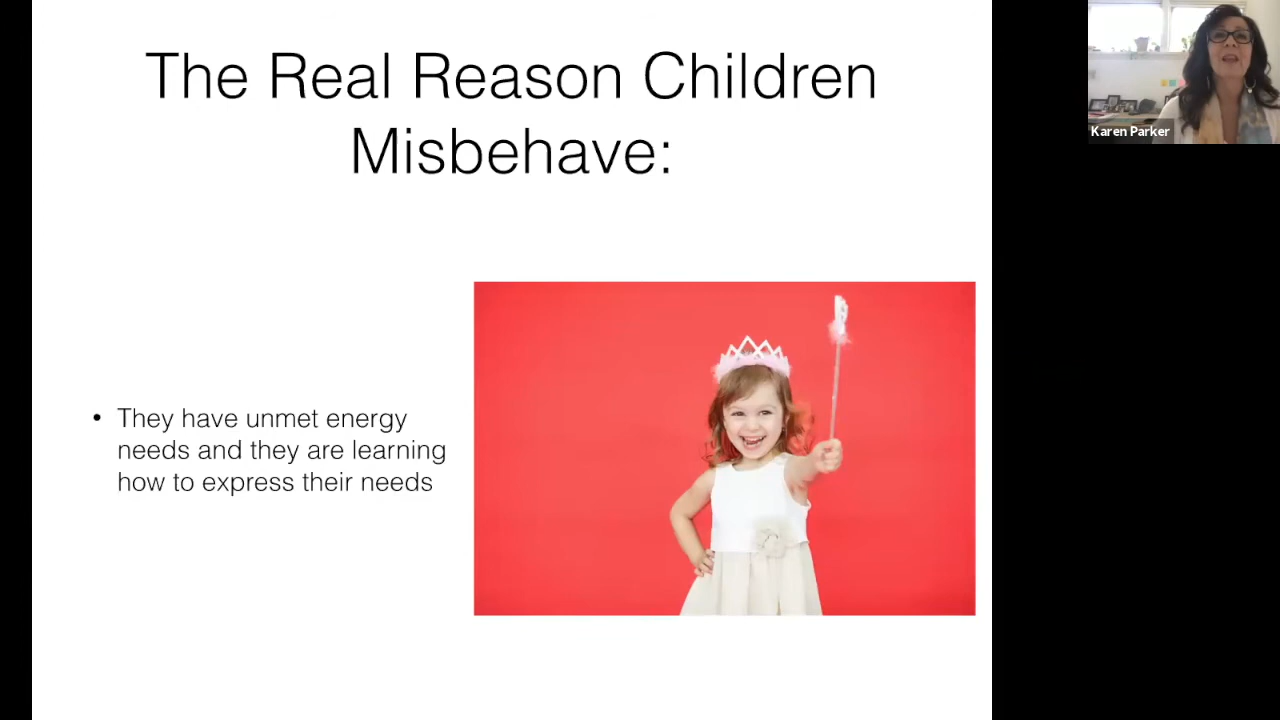 The Real Reason Children
Misbehave:
• They have unmet energy
needs and they are learning
how to express their needs
Karen Parker